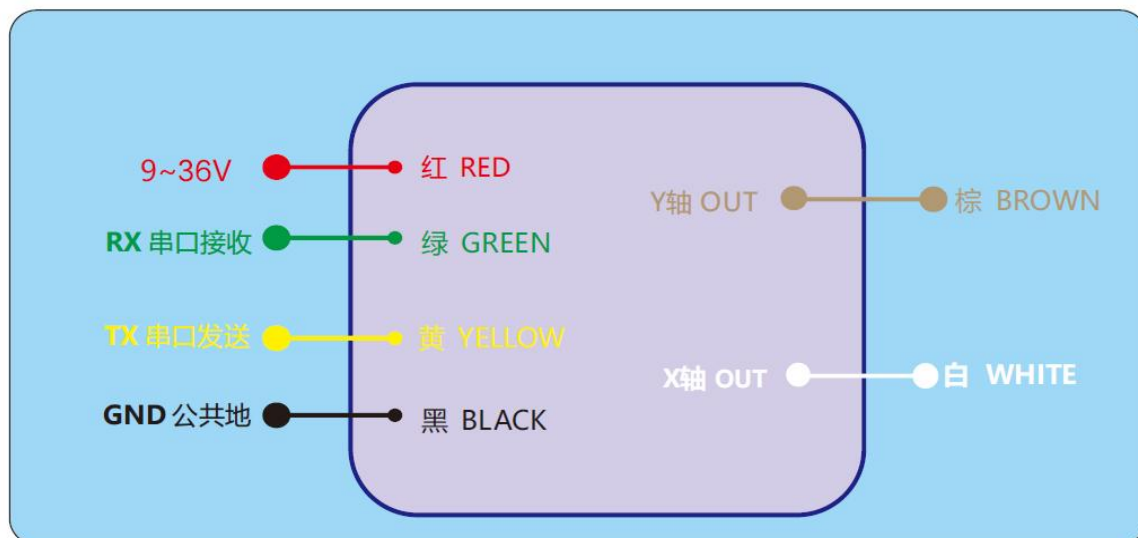 9~36V 红 RED
RX 串口接收 绿 GREEN
TX 串口发送 黄 YELLOW
GND 公共地 黑 BLACK
Y轴 OUT 棕 BROWN
X轴 OUT 白 WHITE